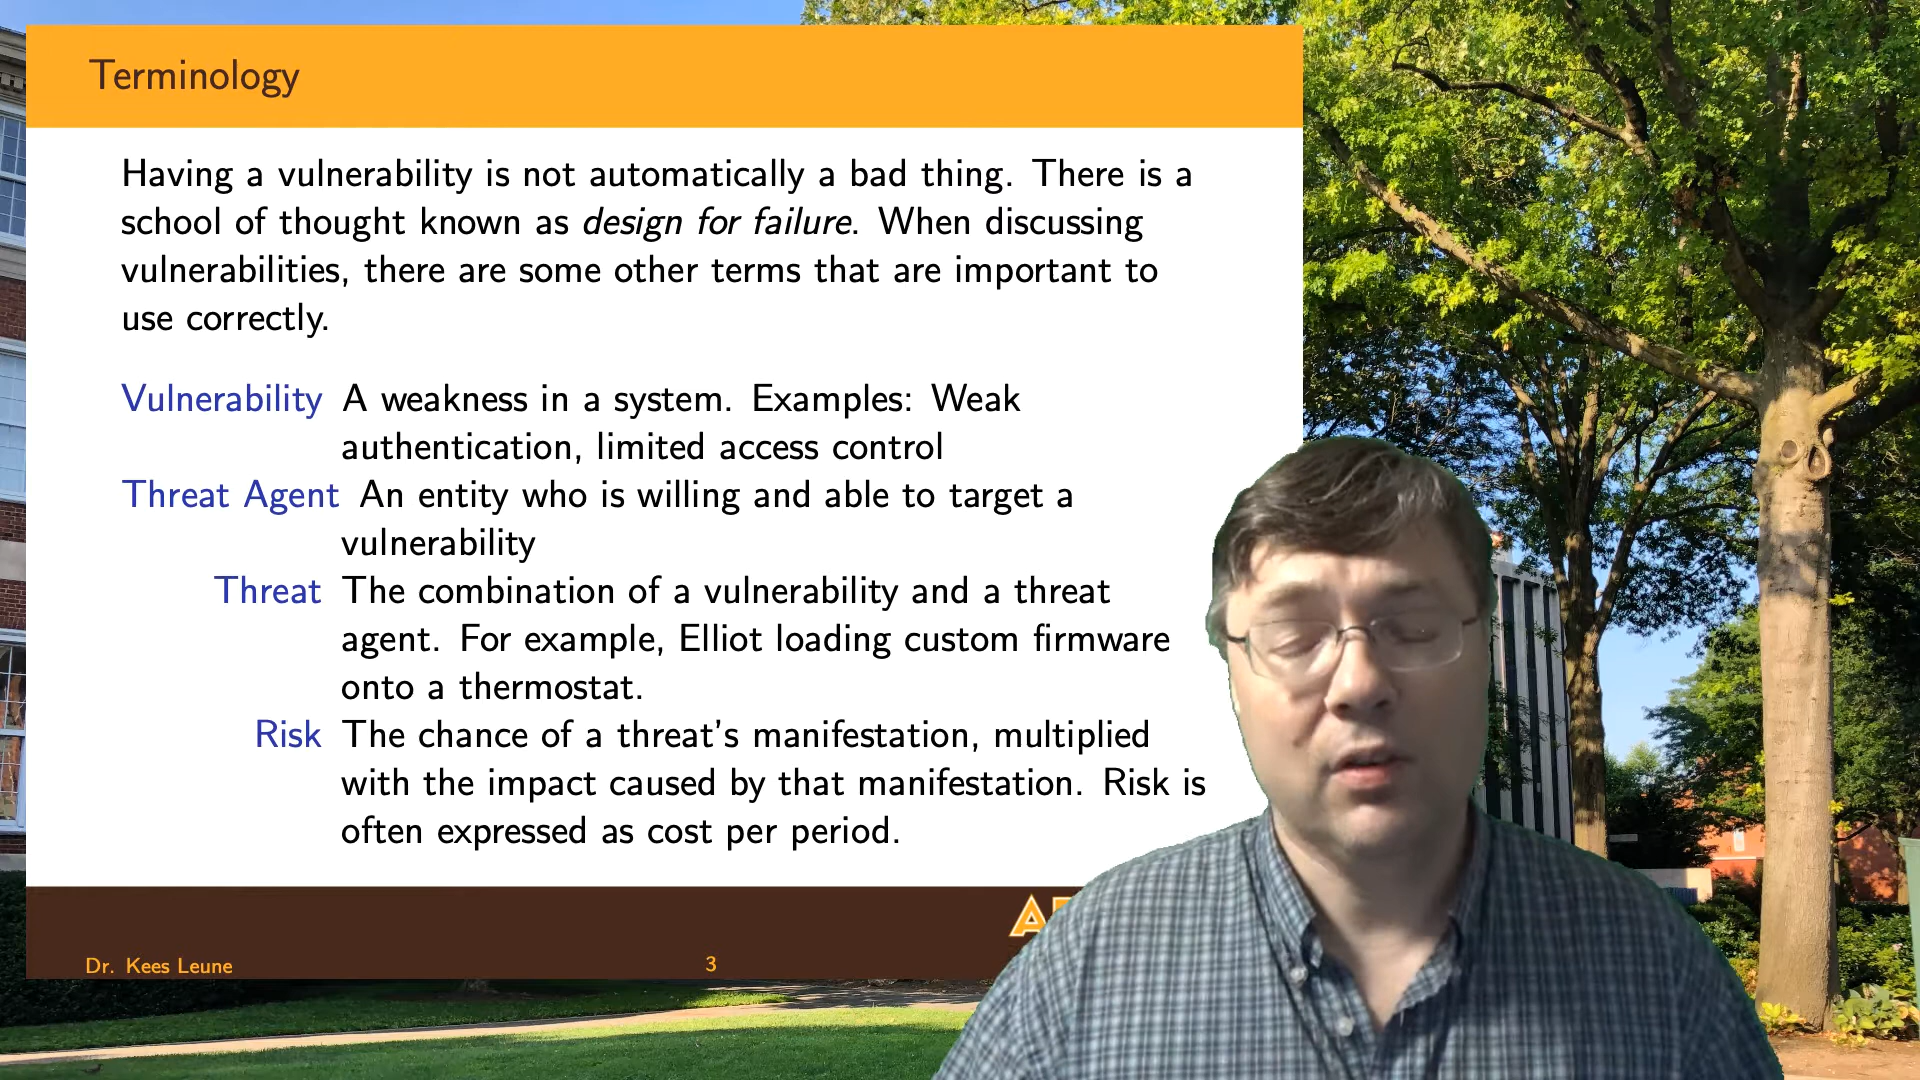 Terminology
Having a vulnerability is not automatically a bad thing. There is a
school of thought known as design for failure. When discussing
vulnerabilities, there are some other terms that are important to
use correctly.
Vulnerability A weakness in a system. Examples: Weak
authentication, limited access control
Threat Agent An entity who is willing and able to target a
vulnerability
Threat The combination of a vulnerability and a threat
agent. For example, Elliot loading custom firmware
onto a thermostat.
Risk The chance of a threat's manifestation, multiplied
with the impact caused by that manifestation. Risk is
often expressed as cost per period.
Dr. Kees Leune
3